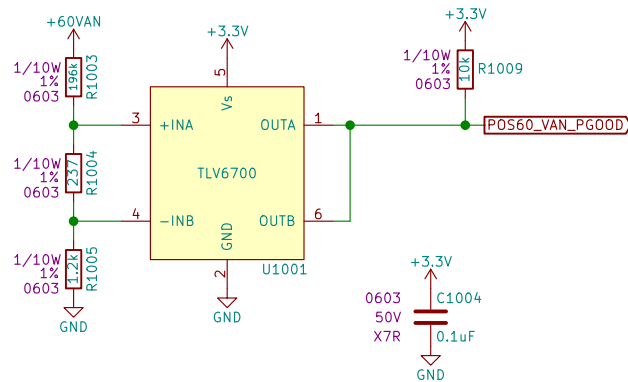 +60VAN
1/10W
1%
0603
196k
R1003
1/10W
1%
0603
237
R1004
1/10W
1%
0603
1.2k
R1005
GND
+3.3V
5
Vs
3
+INA
OUTA
1
TLV6700
4
−INB
OUTB
6
GND
2
U1001
GND
+3.3V
1/10W
1%
0603
10k
R1009
POS60_VAN_PGOOD
+3.3V
0603
50V
X7R
C1004
0.1uF
GND